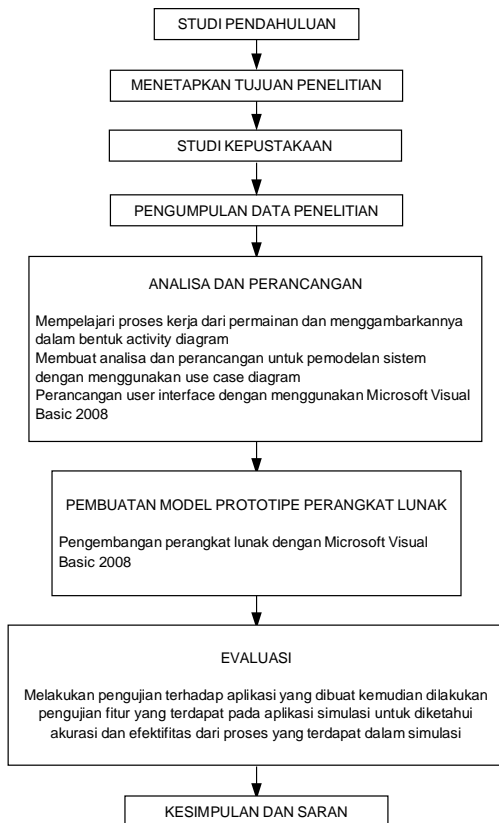 STUDI PENDAHULUAN
MENETAPKAN TUJUAN PENELITIAN
STUDI KEPUSTAKAAN
PENGUMPULAN DATA PENELITIAN
ANALISA DAN PERANCANGAN
Mempelajari proses kerja dari permainan dan menggambarkannya
dalam bentuk activity diagram
Membuat analisa dan perancangan untuk pemodelan sistem
dengan menggunakan use case diagram
Perancangan user interface dengan menggunakan Microsoft Visual
Basic 2008
PEMBUATAN MODEL PROTOTIPE PERANGKAT LUNAK
Pengembangan perangkat lunak dengan Microsoft Visual
Basic 2008
EVALUASI
Melakukan pengujian terhadap aplikasi yang dibuat kemudian dilakukan
pengujian fitur yang terdapat pada aplikasi simulasi untuk diketahui
akurasi dan efektifitas dari proses yang terdapat dalam simulasi
KESIMPULAN DAN SARAN